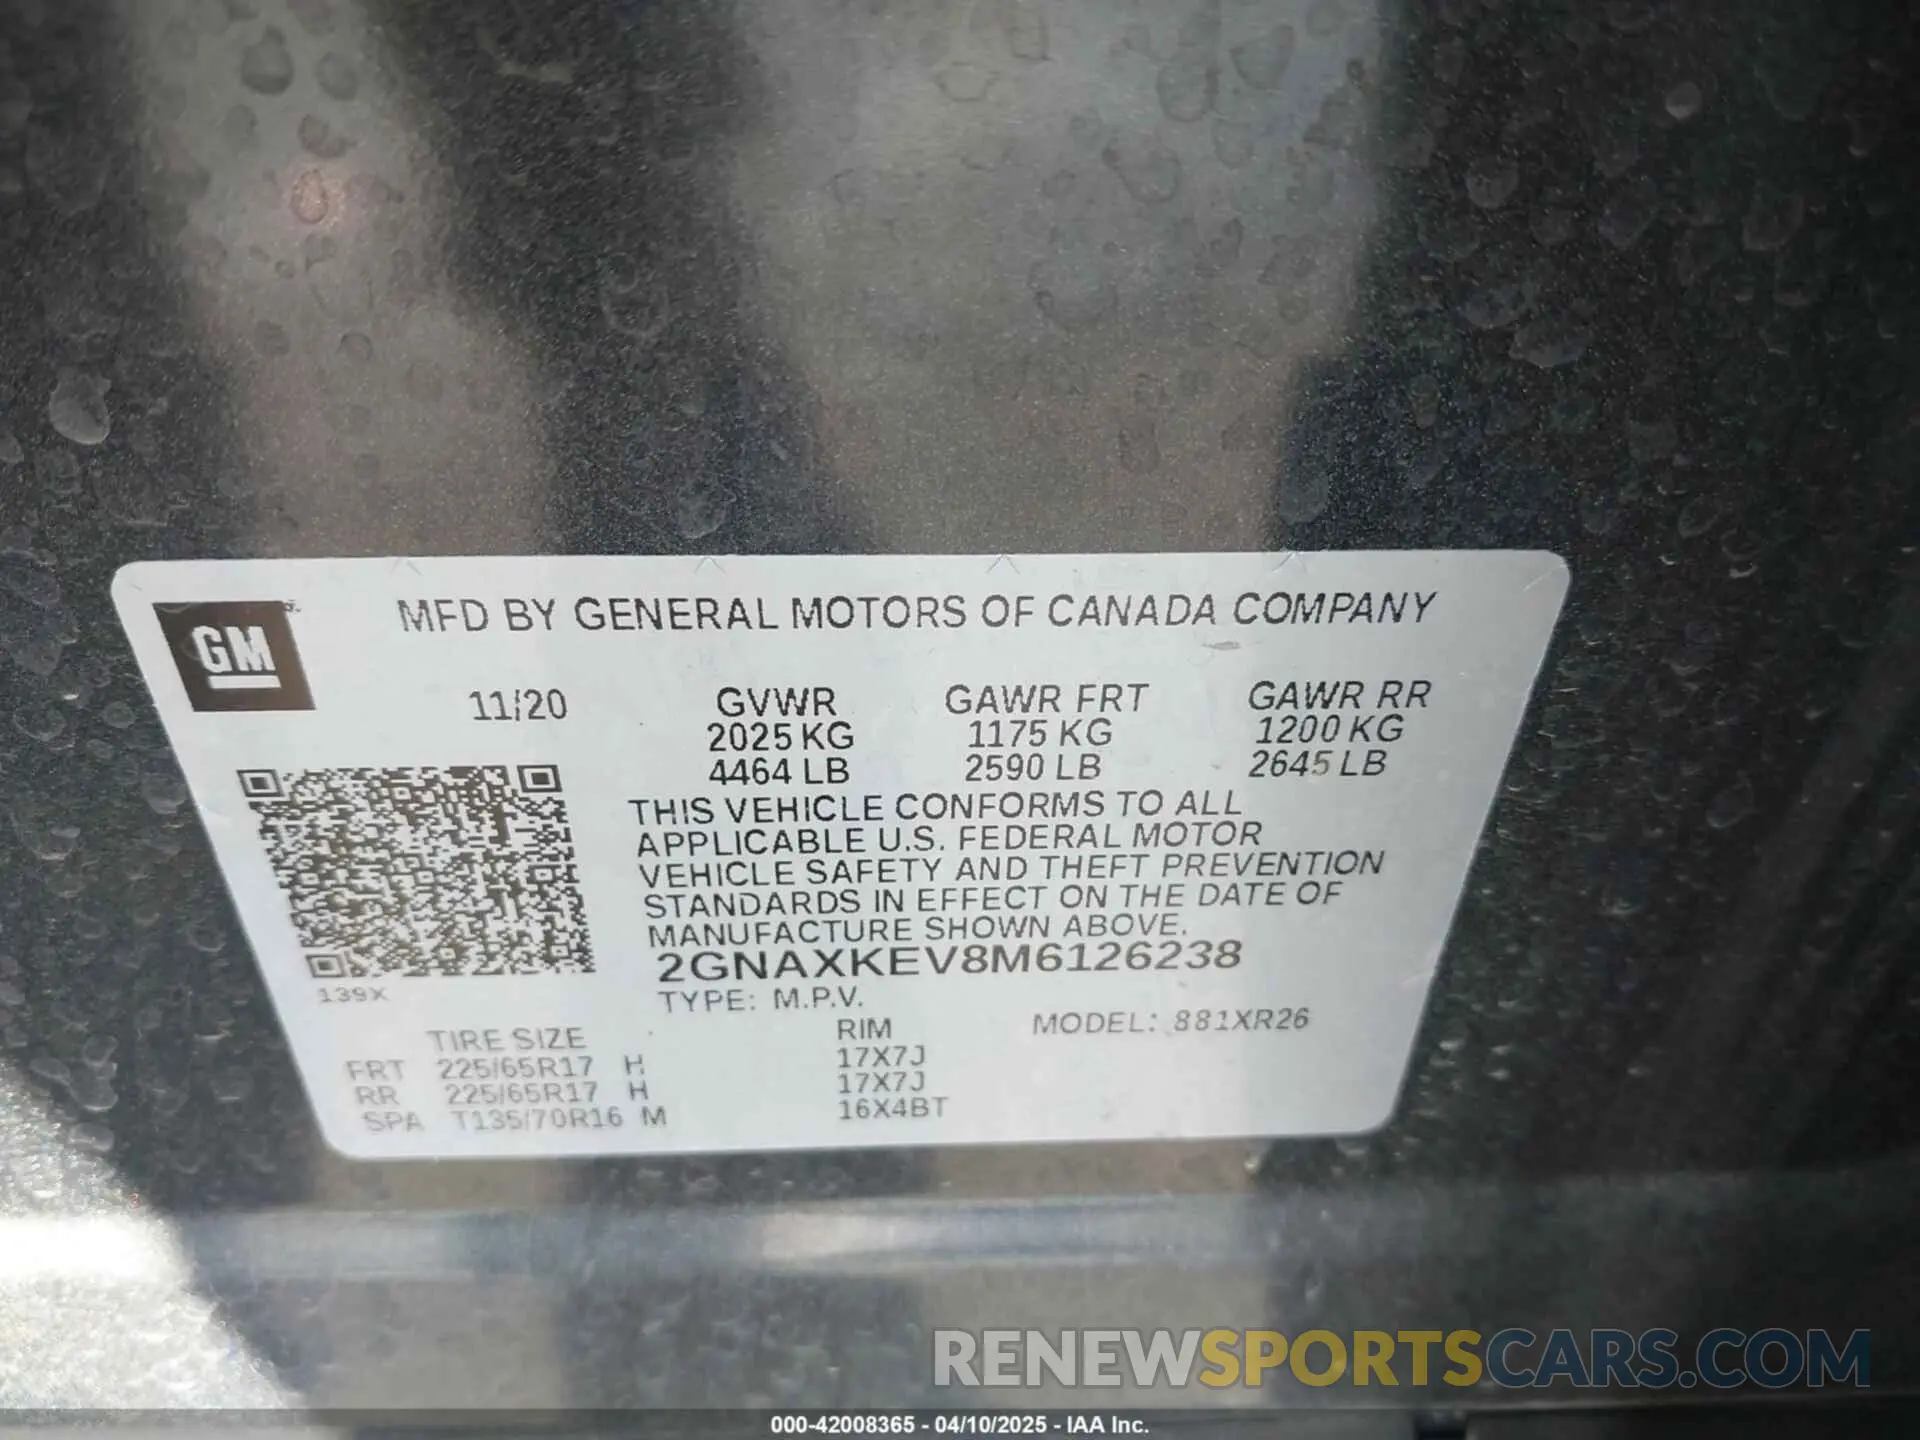 MFD BY GENERAL MOTORS OF CANADA COMPANY
GM
11/20 GVWR GAWR FRT GAWR RR
2025 KG 1175 KG 1200 KG
4464 LB 2590 LB 2645 LB
THIS VEHICLE CONFORMS TO ALL
APPLICABLE U.S. FEDERAL MOTOR
VEHICLE SAFETY AND THEFT PREVENTION
STANDARDS IN EFFECT ON THE DATE OF
MANUFACTURE SHOWN ABOVE.
2GNAXKEV8M6126238
139X
TYPE: M.P.V.
TIRE SIZE RIM MODEL: 881XR26
FRT 225/65R17 H 17X7J
RR 225/65R17 H 17X7J
SPA T135/70R16 M 16X4BT
RENEWSPORTSCARS.COM
000-42008365 - 04/10/2025 - IAA Inc.